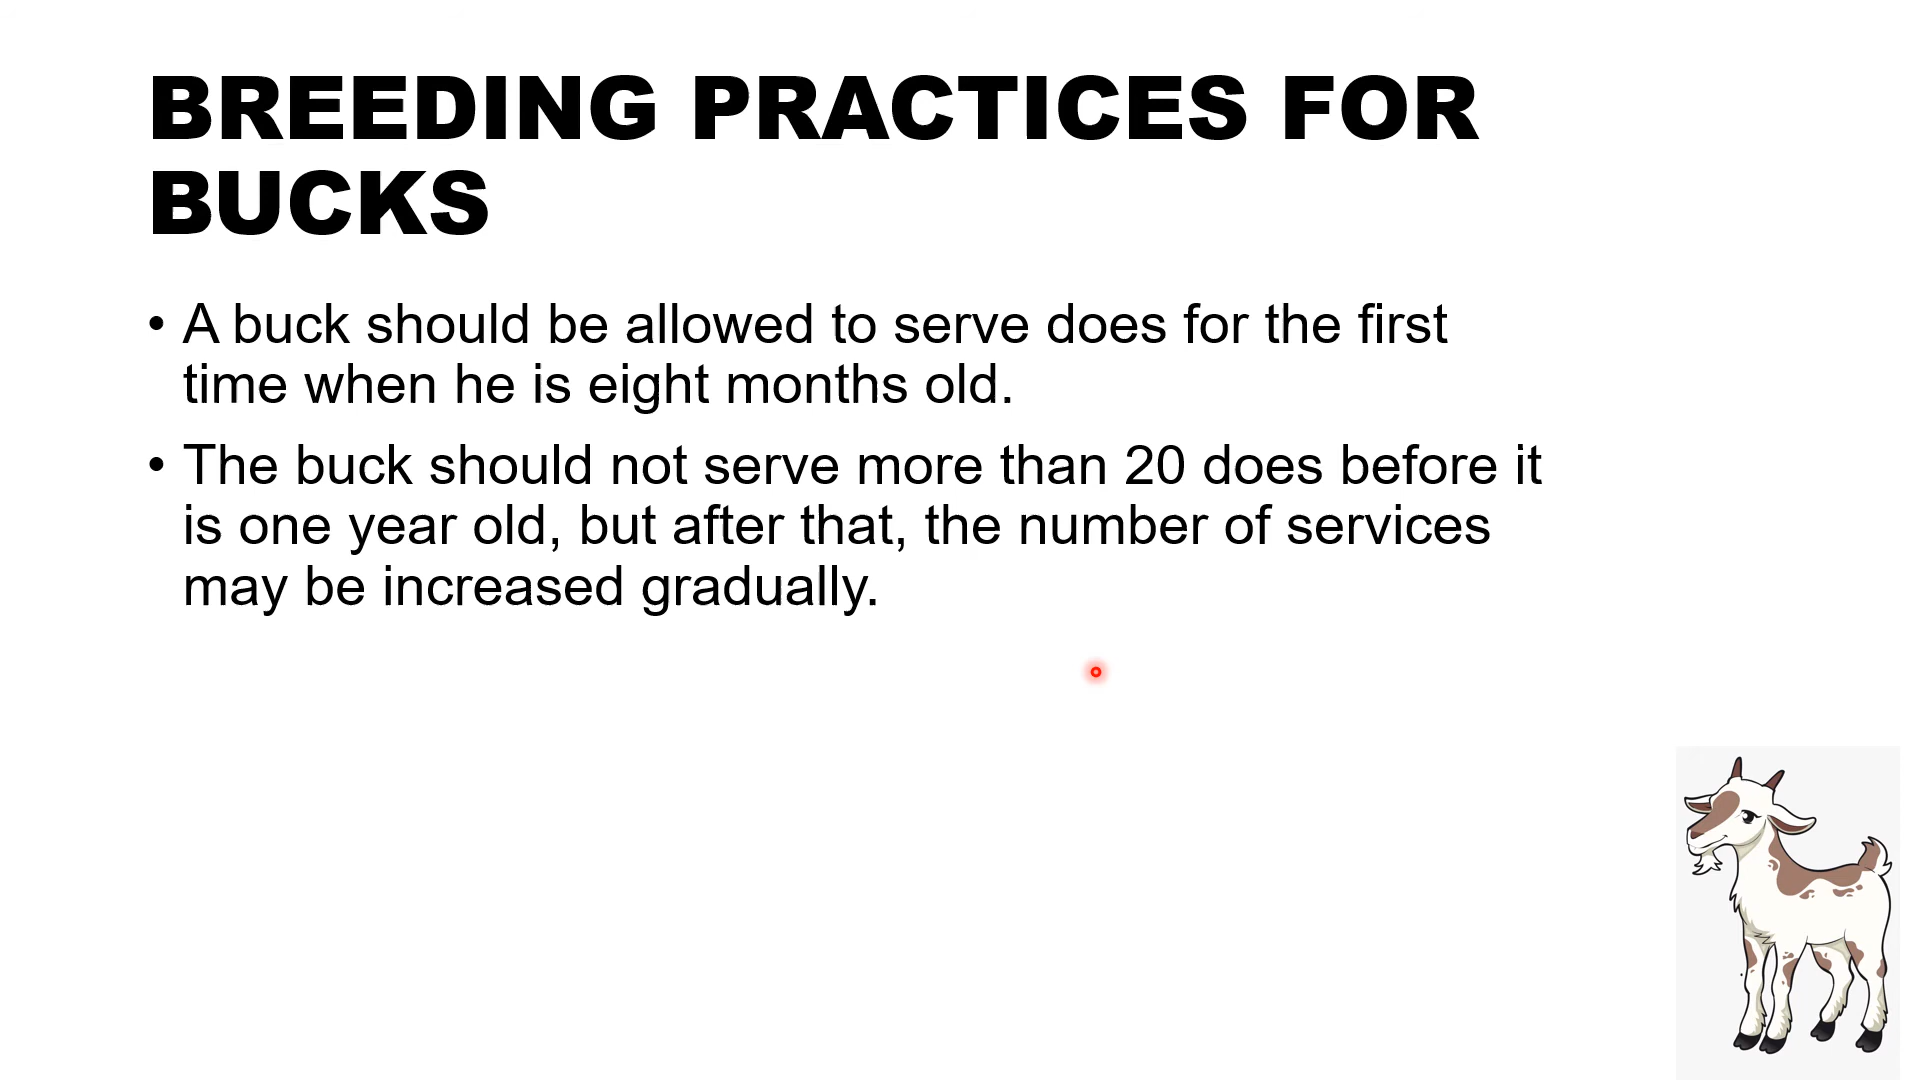 BREEDING PRACTICES FOR
BUCKS
• A buck should be allowed to serve does for the first
time when he is eight months old.
• The buck should not serve more than 20 does before it
is one year old, but after that, the number of services
may be increased gradually.